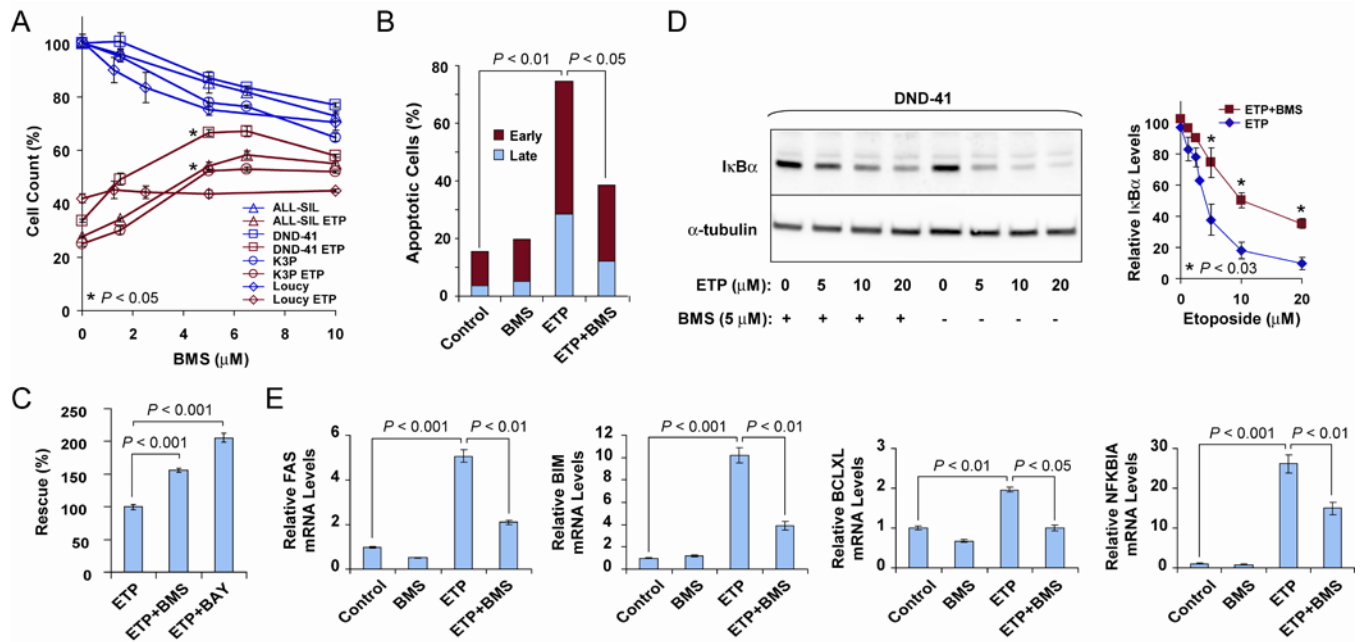 A
Cell Count (%)
100
80
60
40
20
0
ALL-SIL
ALL-SIL ETP
DND-41
DND-41 ETP
K3P
K3P ETP
Loucy
Loucy ETP
* P < 0.05
0 2 4 6 8 10
BMS (μM)
B
P < 0.01
P < 0.05
Apoptotic Cells (%)
80
60
40
20
0
Early
Late
Control
BMS
ETP
ETP+BMS
D
DND-41
IκBα
α-tubulin
ETP (μM): 0 5 10 20 0 5 10 20
BMS (5 μM): + + + + - - - -
ETP+BMS
ETP
Relative IκBα Levels
100
80
60
40
20
0
*
*
*
* P < 0.03
0 10 20
Etoposide (μM)
C
Rescue (%)
250
200
150
100
50
0
P < 0.001
P < 0.001
ETP
ETP+BMS
ETP+BAY
E
Relative FAS
mRNA Levels
6
4
2
0
P < 0.001
P < 0.01
Control
BMS
ETP
ETP+BMS
Relative BIM
mRNA Levels
12
10
8
6
4
2
0
P < 0.001
P < 0.01
Control
BMS
ETP
ETP+BMS
Relative BCLXL
mRNA Levels
3
2
1
0
P < 0.01
P < 0.05
Control
BMS
ETP
ETP+BMS
Relative NFKBIA
mRNA Levels
30
20
10
0
P < 0.001
P < 0.01
Control
BMS
ETP
ETP+BMS